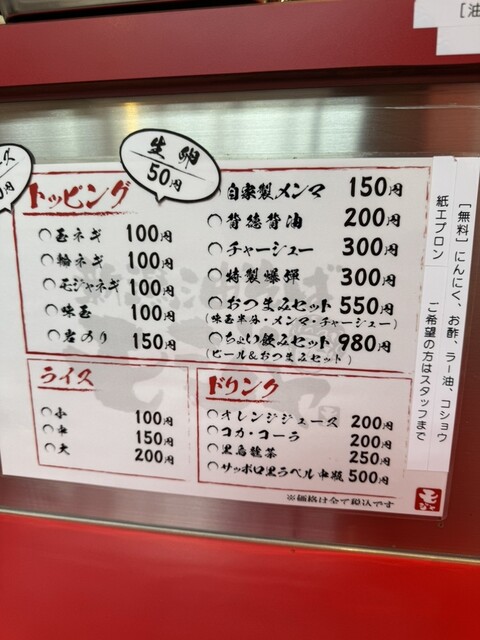 [油
生卵
50円
トッピング
○玉ネギ 100円
○輪ネギ 100円
○モジャネギ 100円
○味玉 100円
○岩のり 150円
○自家製メンマ 150円
○背徳背油 200円
○チャーシュー 300円
○特製爆弾 300円
○おつまみセット 550円
(味玉半分・メンマ・チャーシュー)
○ちょい飲みセット 980円
(ビール&おつまみセット)
ライス
○小 100円
○中 150円
○大 200円
ドリンク
○オレンジジュース 200円
○コカ・コーラ 200円
○黒烏龍茶 250円
○サッポロ黒ラベル中瓶 500円
※価格は全て税込です
[無料]にんにく、お酢、ラー油、コショウ
紙エプロン ご希望の方はスタッフまで